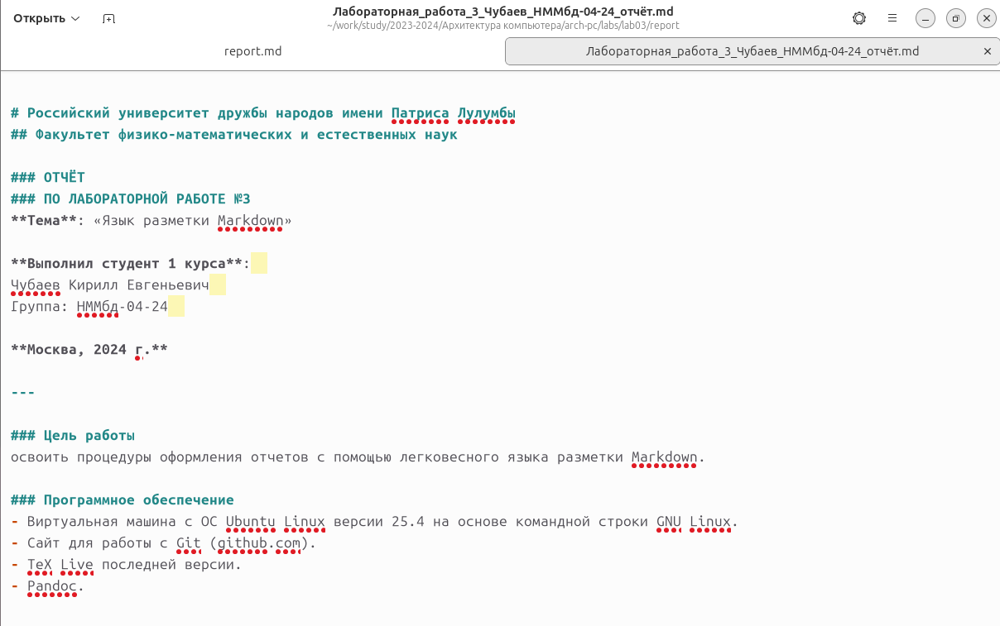 Открыть
Лабораторная_работа_3_Чубаев_НММбд-04-24_отчёт.md
~/work/study/2023-2024/Архитектура компьютера/arch-pc/labs/lab03/report
report.md
Лабораторная_работа_3_Чубаев_НММбд-04-24_отчёт.md
# Российский университет дружбы народов имени Патриса Лулумбы
## Факультет физико-математических и естественных наук
### ОТЧЁТ
### ПО ЛАБОРАТОРНОЙ РАБОТЕ №3
**Тема**: «Язык разметки Markdown»
**Выполнил студент 1 курса**:
Чубаев Кирилл Евгеньевич
Группа: НММбд-04-24
**Москва, 2024 г.**
---
### Цель работы
освоить процедуры оформления отчетов с помощью легковесного языка разметки Markdown.
### Программное обеспечение
- Виртуальная машина с ОС Ubuntu Linux версии 25.4 на основе командной строки GNU Linux.
- Сайт для работы с Git (github.com).
- TeX Live последней версии.
- Pandoc.